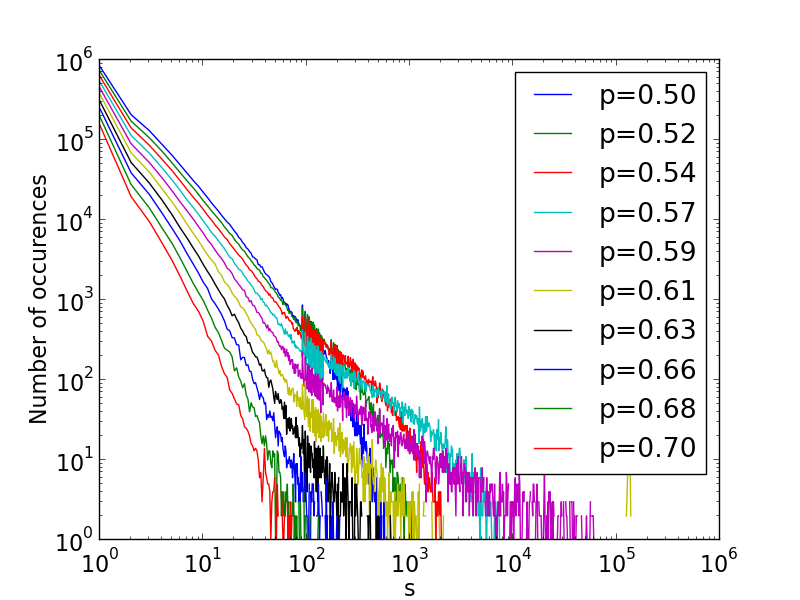 10^6
10^5
10^4
10^3
10^2
10^1
10^0
Number of occurences
p=0.50
p=0.52
p=0.54
p=0.57
p=0.59
p=0.61
p=0.63
p=0.66
p=0.68
p=0.70
10^0 10^1 10^2 10^3 10^4 10^5 10^6
s